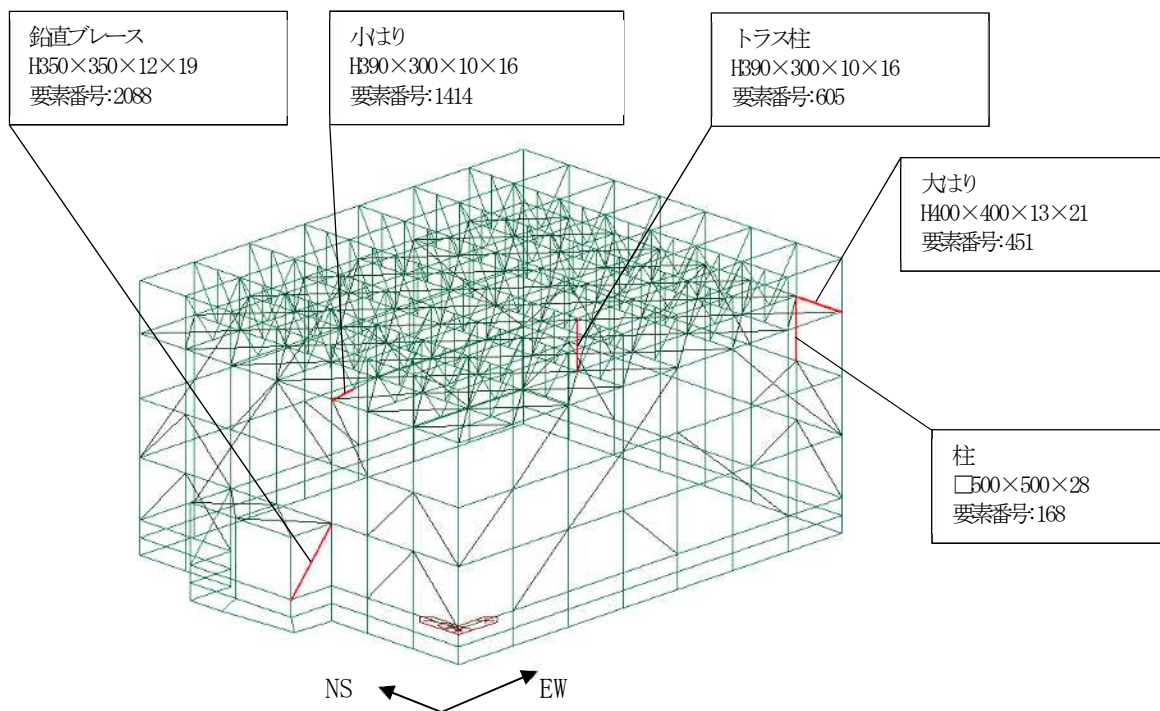 鉛直ブレース
H350×350×12×19
要素番号:2088
小はり
H390×300×10×16
要素番号:1414
トラス柱
H390×300×10×16
要素番号:605
大はり
H400×400×13×21
要素番号:451
柱
□500×500×28
要素番号:168
NS
EW